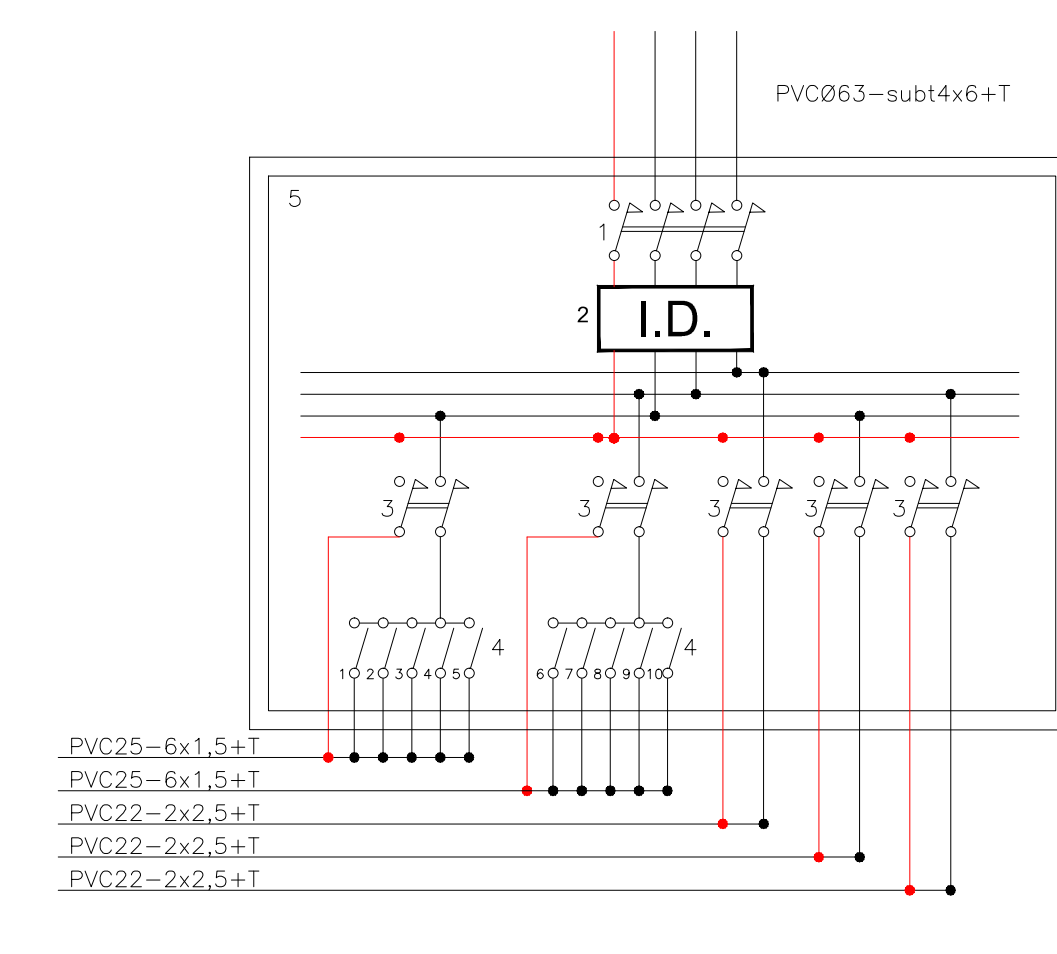 PVCØ63-subt4x6+T
5
1
2 I.D.
3 3 3 3 3
4 4
1 2 3 4 5 6 7 8 9 10
PVC25-6x1,5+T
PVC25-6x1,5+T
PVC22-2x2,5+T
PVC22-2x2,5+T
PVC22-2x2,5+T